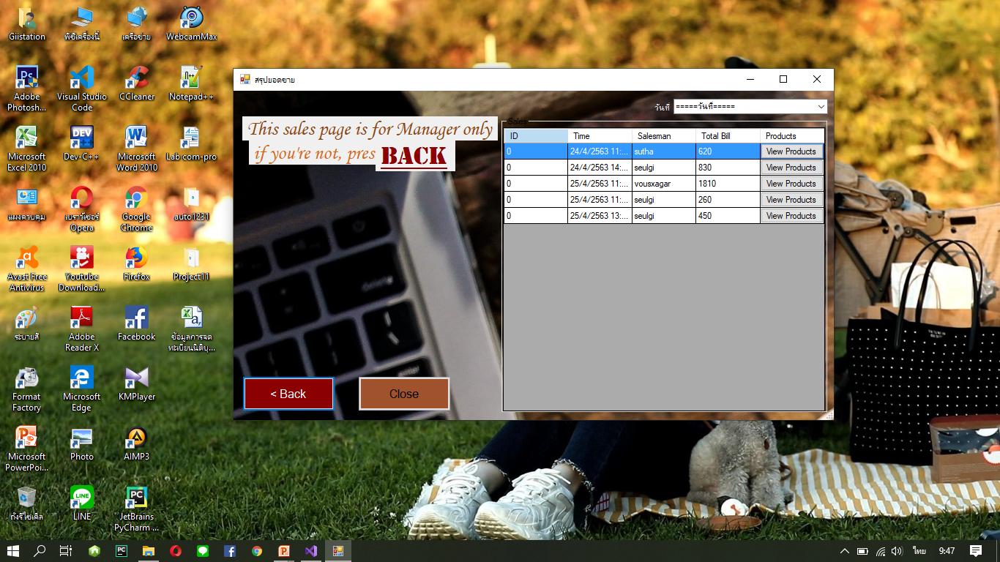 Giistation
พีซีเครื่องนี้
เครือข่าย
WebcamMax
Adobe
Photosh...
Visual Studio
Code
CCleaner
Notepad++
Microsoft
Excel 2010
Dev-C++
Microsoft
Word 2010
Lab com-pro
แผงควบคุม
เบราว์เซอร์
Opera
Google
Chrome
auto1231
Avast Free
Antivirus
Youtube
Download...
Firefox
Project11
ระบายสี
Adobe
Reader X
Facebook
ข้อมูลการจด
ทะเบียนนิติบุ...
Format
Factory
Microsoft
Edge
KMPlayer
Microsoft
PowerPoi...
Photo
AIMP3
ถังรีไซเคิล
LINE
JetBrains
PyCharm ...
สรุปยอดขาย
This sales page is for Manager only
if you're not, pres BACK
วันที่ =====วันที่=====
Sales
ID Time Salesman Total Bill Products
0 24/4/2563 11:... sutha 620 View Products
0 24/4/2563 14:... seulgi 830 View Products
0 25/4/2563 11:... vousxagar 1810 View Products
0 25/4/2563 11:... seulgi 260 View Products
0 25/4/2563 13:... seulgi 450 View Products
< Back
Close
ไทย 9:47